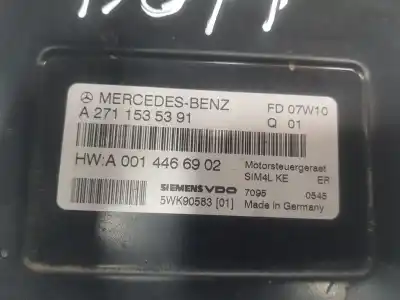 MERCEDES-BENZ FD 07W10
A 271 153 53 91 Q 01
HW:A 001 446 69 02 Motorsteuergeraet
SIM4L KE ER
SIEMENS VDO 7095 0545
5WK90583 [01] Made in Germany